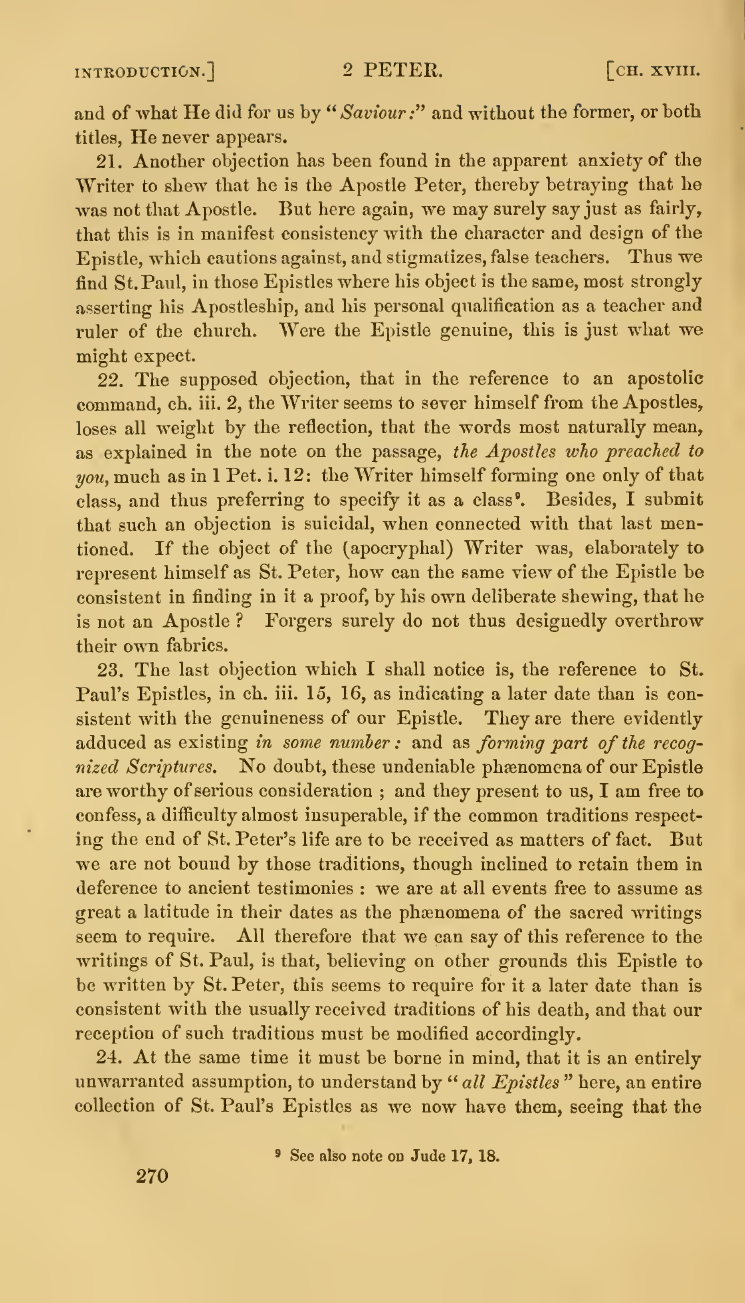 INTRODUCTION.] 2 PETER. [CH. XVIII.
and of what He did for us by “Saviour:” and without the former, or both
titles, He never appears.
21. Another objection has been found in the apparent anxiety of the
Writer to shew that he is the Apostle Peter, thereby betraying that he
was not that Apostle. But here again, we may surely say just as fairly,
that this is in manifest consistency with the character and design of the
Epistle, which cautions against, and stigmatizes, false teachers. Thus we
find St. Paul, in those Epistles where his object is the same, most strongly
asserting his Apostleship, and his personal qualification as a teacher and
ruler of the church. Were the Epistle genuine, this is just what we
might expect.
22. The supposed objection, that in the reference to an apostolic
command, ch. iii. 2, the Writer seems to sever himself from the Apostles,
loses all weight by the reflection, that the words most naturally mean,
as explained in the note on the passage, the Apostles who preached to
you, much as in 1 Pet. i. 12: the Writer himself forming one only of that
class, and thus preferring to specify it as a class⁹. Besides, I submit
that such an objection is suicidal, when connected with that last men-
tioned. If the object of the (apocryphal) Writer was, elaborately to
represent himself as St. Peter, how can the same view of the Epistle be
consistent in finding in it a proof, by his own deliberate shewing, that he
is not an Apostle ? Forgers surely do not thus designedly overthrow
their own fabrics.
23. The last objection which I shall notice is, the reference to St.
Paul's Epistles, in ch. iii. 15, 16, as indicating a later date than is con-
sistent with the genuineness of our Epistle. They are there evidently
adduced as existing in some number: and as forming part of the recog-
nized Scriptures. No doubt, these undeniable phænomena of our Epistle
are worthy of serious consideration ; and they present to us, I am free to
confess, a difficulty almost insuperable, if the common traditions respect-
ing the end of St. Peter's life are to be received as matters of fact. But
we are not bound by those traditions, though inclined to retain them in
deference to ancient testimonies : we are at all events free to assume as
great a latitude in their dates as the phænomena of the sacred writings
seem to require. All therefore that we can say of this reference to the
writings of St. Paul, is that, believing on other grounds this Epistle to
be written by St. Peter, this seems to require for it a later date than is
consistent with the usually received traditions of his death, and that our
reception of such traditions must be modified accordingly.
24. At the same time it must be borne in mind, that it is an entirely
unwarranted assumption, to understand by “all Epistles” here, an entire
collection of St. Paul's Epistles as we now have them, seeing that the
⁹ See also note on Jude 17, 18.
270